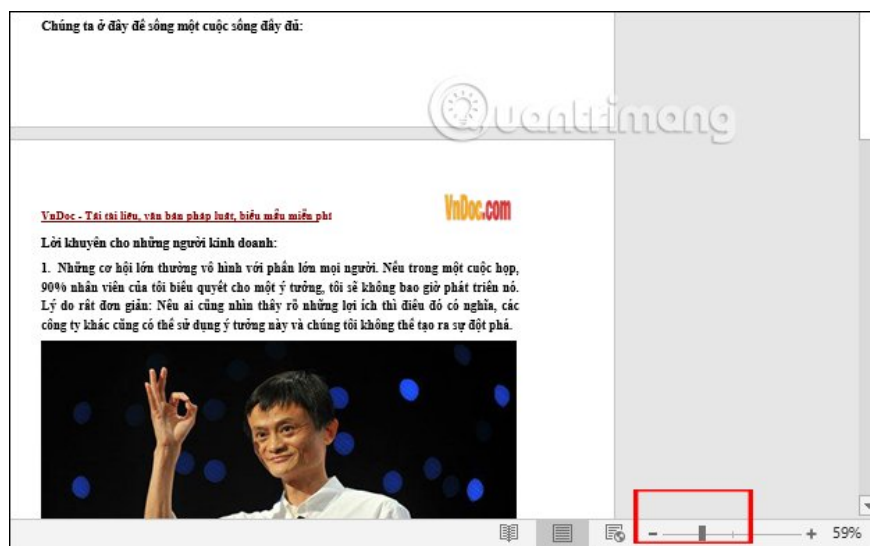 Chúng ta ở đây để sống một cuộc sống đầy đủ:
Quantrimang
VnDoc - Tải tài liệu, văn bản pháp luật, biểu mẫu miễn phí
VnDoc.com
Lời khuyên cho những người kinh doanh:
1. Những cơ hội lớn thường vô hình với phần lớn mọi người. Nếu trong một cuộc họp,
90% nhân viên của tôi biểu quyết cho một ý tưởng, tôi sẽ không bao giờ phát triển nó.
Lý do rất đơn giản: Nếu ai cũng nhìn thấy rõ những lợi ích thì điều đó có nghĩa, các
công ty khác cũng có thể sử dụng ý tưởng này và chúng tôi không thể tạo ra sự đột phá.
59%